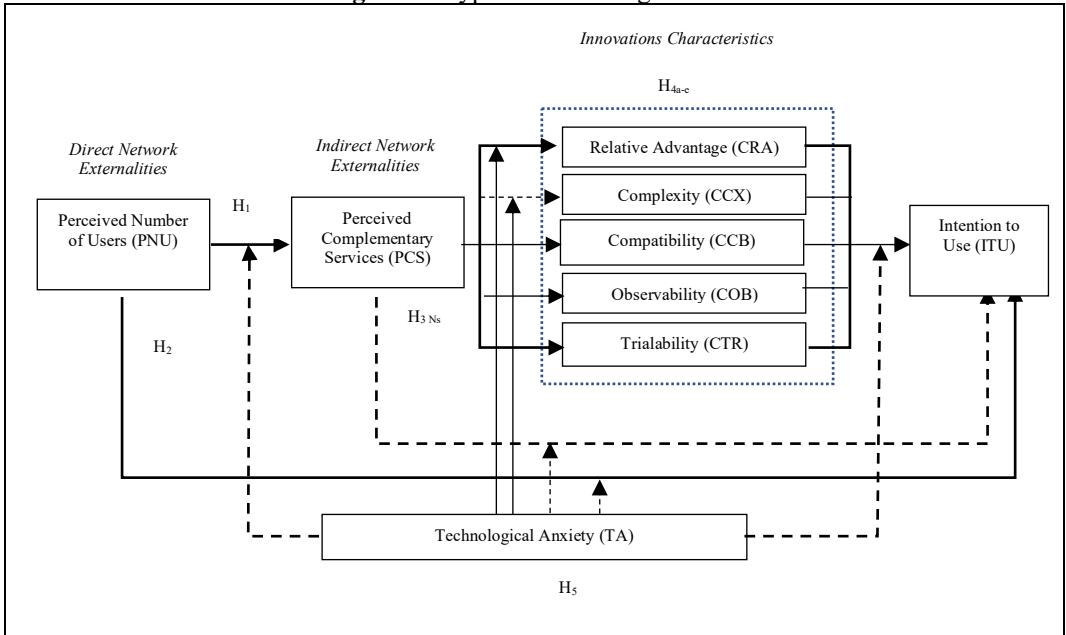 Innovations Characteristics
H4a-e
Direct Network
Externalities
Indirect Network
Externalities
Relative Advantage (CRA)
H1
Perceived Number
of Users (PNU)
Perceived
Complementary
Services (PCS)
Complexity (CCX)
Compatibility (CCB)
Intention to
Use (ITU)
Observability (COB)
H3 Ns
H2
Trialability (CTR)
Technological Anxiety (TA)
H5